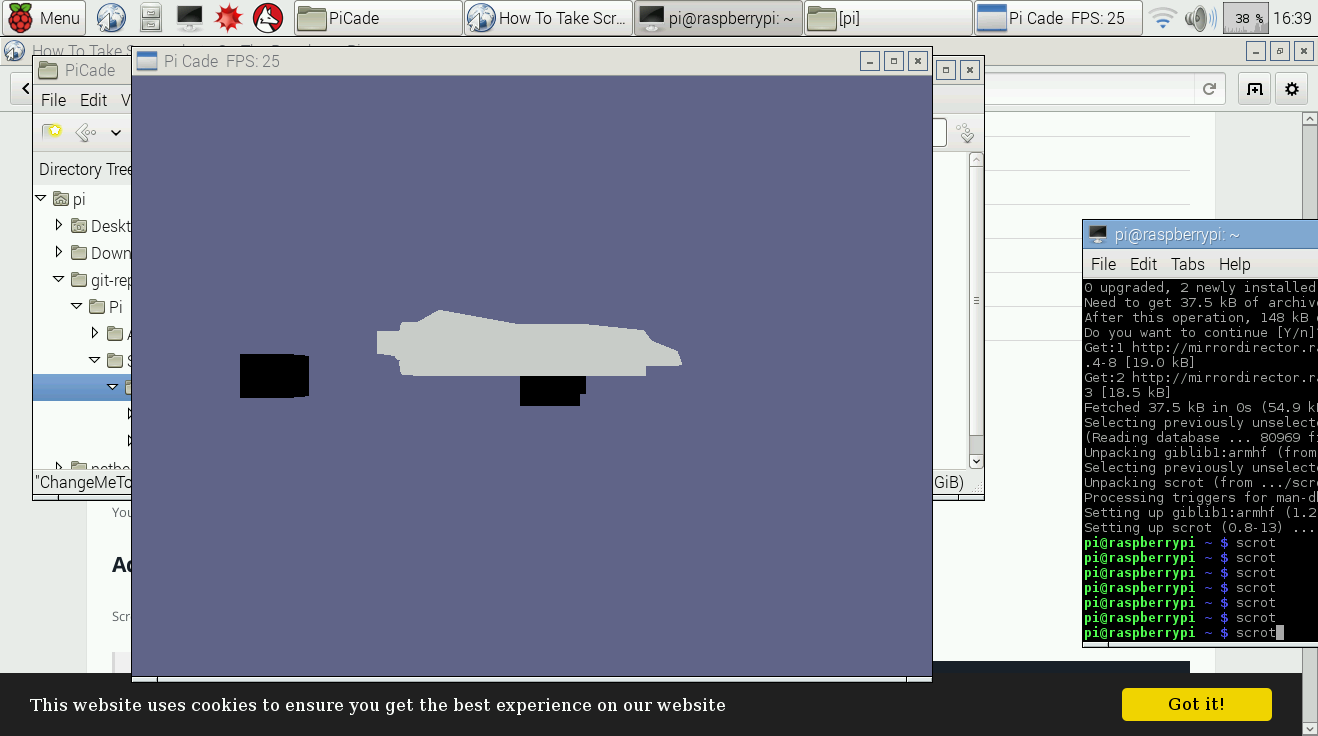 Menu
PiCade
How To Take Scr...
pi@raspberrypi: ~
[pi]
Pi Cade FPS: 25
38 %
16:39
How To Take
Pi Cade FPS: 25
PiCade
File Edit V
Directory Tree
pi
Deskt
Down
git-rep
Pi
"ChangeMeTo
GiB)
You
Scr
pi@raspberrypi: ~
File Edit Tabs Help
0 upgraded, 2 newly installed
Need to get 37.5 kB of archiv
After this operation, 148 kB
Do you want to continue [Y/n]
Get:1 http://mirrordirector.ra
.4-8 [19.0 kB]
Get:2 http://mirrordirector.ra
3 [18.5 kB]
Fetched 37.5 kB in 0s (54.9 k
Selecting previously unselecte
(Reading database ... 80969 fi
Unpacking giblib1:armhf (from
Selecting previously unselecte
Unpacking scrot (from .../scro
Processing triggers for man-d
Setting up giblib1:armhf (1.2
Setting up scrot (0.8-13) ...
pi@raspberrypi ~ $ scrot
pi@raspberrypi ~ $ scrot
pi@raspberrypi ~ $ scrot
pi@raspberrypi ~ $ scrot
pi@raspberrypi ~ $ scrot
pi@raspberrypi ~ $ scrot
pi@raspberrypi ~ $ scrot
This website uses cookies to ensure you get the best experience on our website
Got it!